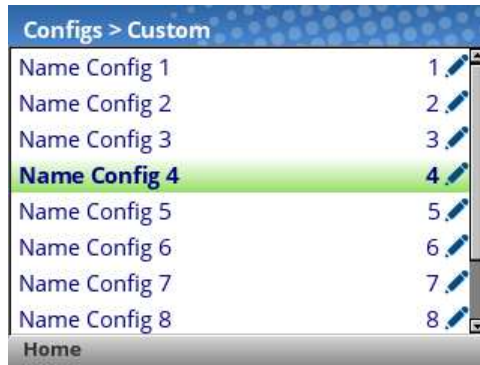 Configs > Custom
Name Config 1 1
Name Config 2 2
Name Config 3 3
Name Config 4 4
Name Config 5 5
Name Config 6 6
Name Config 7 7
Name Config 8 8
Home